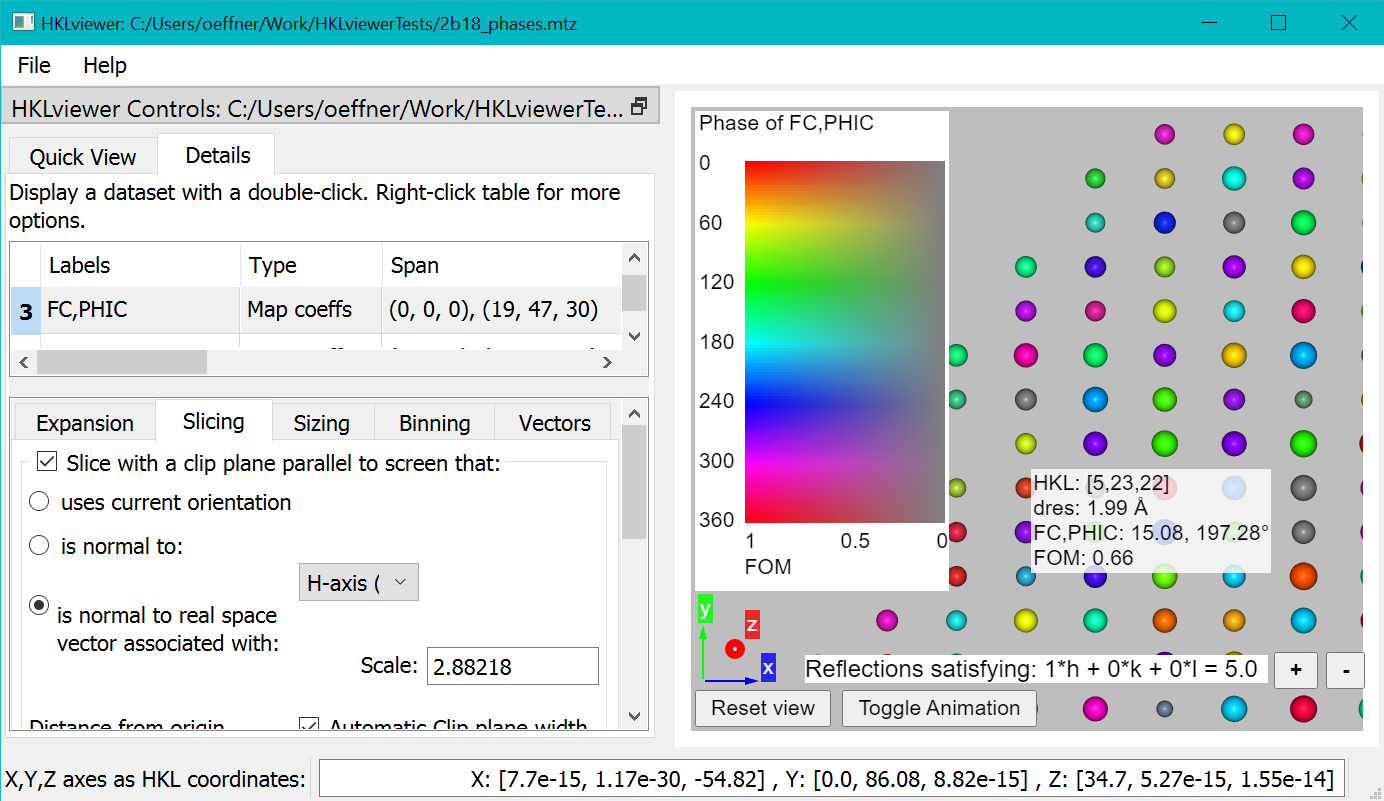 HKLviewer: C:/Users/oeffner/Work/HKLviewerTests/2b18_phases.mtz
File Help
HKLviewer Controls: C:/Users/oeffner/Work/HKLviewerTe...
Quick View Details
Display a dataset with a double-click. Right-click table for more
options.
Labels Type Span
3 FC,PHIC Map coeffs (0, 0, 0), (19, 47, 30)
Expansion Slicing Sizing Binning Vectors
Slice with a clip plane parallel to screen that:
uses current orientation
is normal to:
H-axis (
is normal to real space
vector associated with:
Scale: 2.88218
Distance from origin Automatic Clip plane width
Phase of FC,PHIC
0
60
120
180
240
300
360
1 0.5 0
FOM
HKL: [5,23,22]
dres: 1.99 Å
FC,PHIC: 15.08, 197.28°
FOM: 0.66
y
z
x
Reflections satisfying: 1*h + 0*k + 0*l = 5.0 + -
Reset view Toggle Animation
X,Y,Z axes as HKL coordinates: X: [7.7e-15, 1.17e-30, -54.82] , Y: [0.0, 86.08, 8.82e-15] , Z: [34.7, 5.27e-15, 1.55e-14]